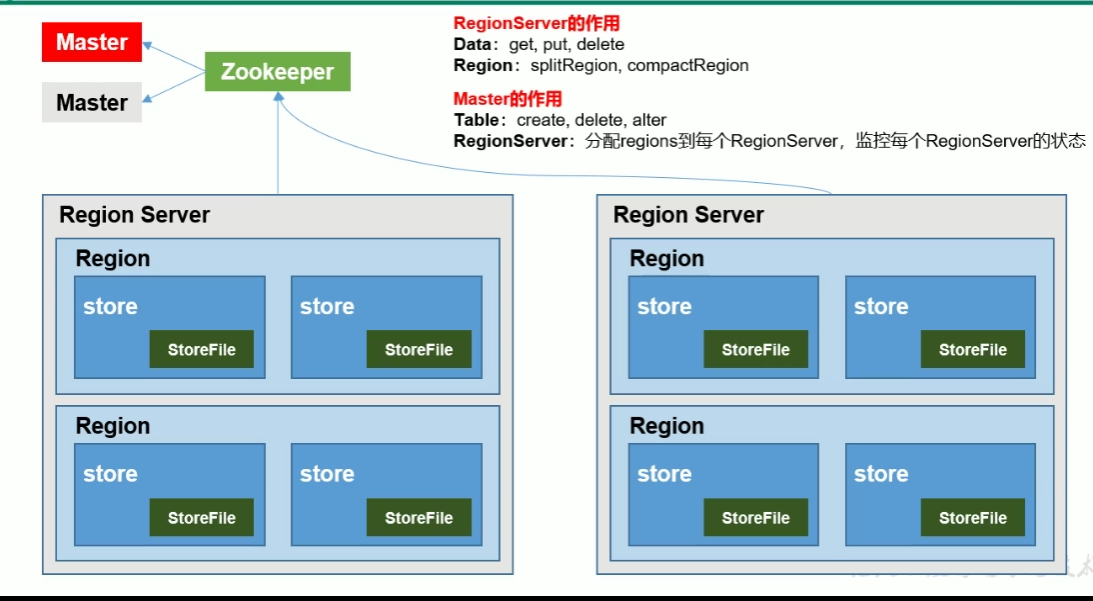 Master
Master
Zookeeper
RegionServer的作用
Data：get, put, delete
Region：splitRegion, compactRegion
Master的作用
Table：create, delete, alter
RegionServer：分配regions到每个RegionServer，监控每个RegionServer的状态
Region Server
Region
store
StoreFile
store
StoreFile
Region
store
StoreFile
store
StoreFile
Region Server
Region
store
StoreFile
store
StoreFile
Region
store
StoreFile
store
StoreFile